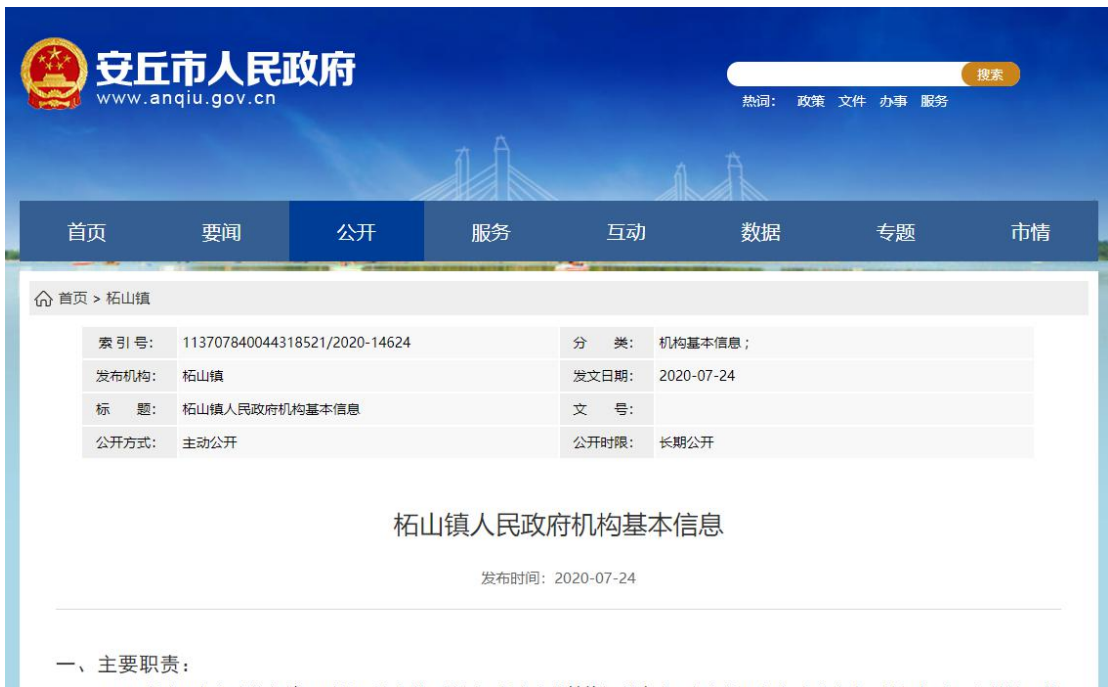 安丘市人民政府
www.anqiu.gov.cn
搜索
热词： 政策 文件 办事 服务
首页 要闻 公开 服务 互动 数据 专题 市情
首页 > 柘山镇
索 引 号： 113707840044318521/2020-14624 分 类： 机构基本信息 ;
发布机构： 柘山镇 发文日期： 2020-07-24
标 题： 柘山镇人民政府机构基本信息 文 号：
公开方式： 主动公开 公开时限： 长期公开
柘山镇人民政府机构基本信息
发布时间：2020-07-24
一、主要职责：